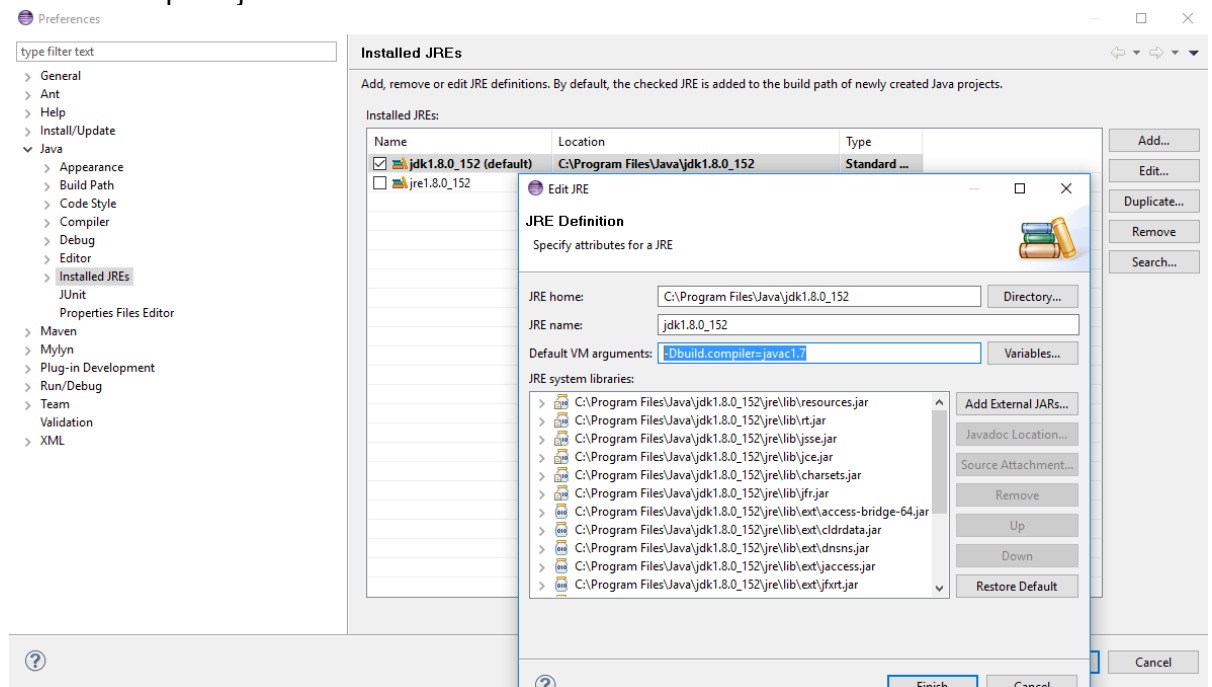 Preferences
type filter text
General
Ant
Help
Install/Update
Java
Appearance
Build Path
Code Style
Compiler
Debug
Editor
Installed JREs
JUnit
Properties Files Editor
Maven
Mylyn
Plug-in Development
Run/Debug
Team
Validation
XML
Installed JREs
Add, remove or edit JRE definitions. By default, the checked JRE is added to the build path of newly created Java projects.
Installed JREs:
Name Location Type
jdk1.8.0_152 (default) C:\Program Files\Java\jdk1.8.0_152 Standard ...
jre1.8.0_152
Add...
Edit...
Duplicate...
Remove
Search...
Edit JRE
JRE Definition
Specify attributes for a JRE
JRE home: C:\Program Files\Java\jdk1.8.0_152 Directory...
JRE name: jdk1.8.0_152
Default VM arguments: -Dbuild.compiler=javac1.7 Variables...
JRE system libraries:
C:\Program Files\Java\jdk1.8.0_152\jre\lib\resources.jar
C:\Program Files\Java\jdk1.8.0_152\jre\lib\rt.jar
C:\Program Files\Java\jdk1.8.0_152\jre\lib\jsse.jar
C:\Program Files\Java\jdk1.8.0_152\jre\lib\jce.jar
C:\Program Files\Java\jdk1.8.0_152\jre\lib\charsets.jar
C:\Program Files\Java\jdk1.8.0_152\jre\lib\jfr.jar
C:\Program Files\Java\jdk1.8.0_152\jre\lib\ext\access-bridge-64.jar
C:\Program Files\Java\jdk1.8.0_152\jre\lib\ext\cldrdata.jar
C:\Program Files\Java\jdk1.8.0_152\jre\lib\ext\dnsns.jar
C:\Program Files\Java\jdk1.8.0_152\jre\lib\ext\jaccess.jar
C:\Program Files\Java\jdk1.8.0_152\jre\lib\ext\jfxrt.jar
Add External JARs...
Javadoc Location...
Source Attachment...
Remove
Up
Down
Restore Default
Finish Cancel
Cancel